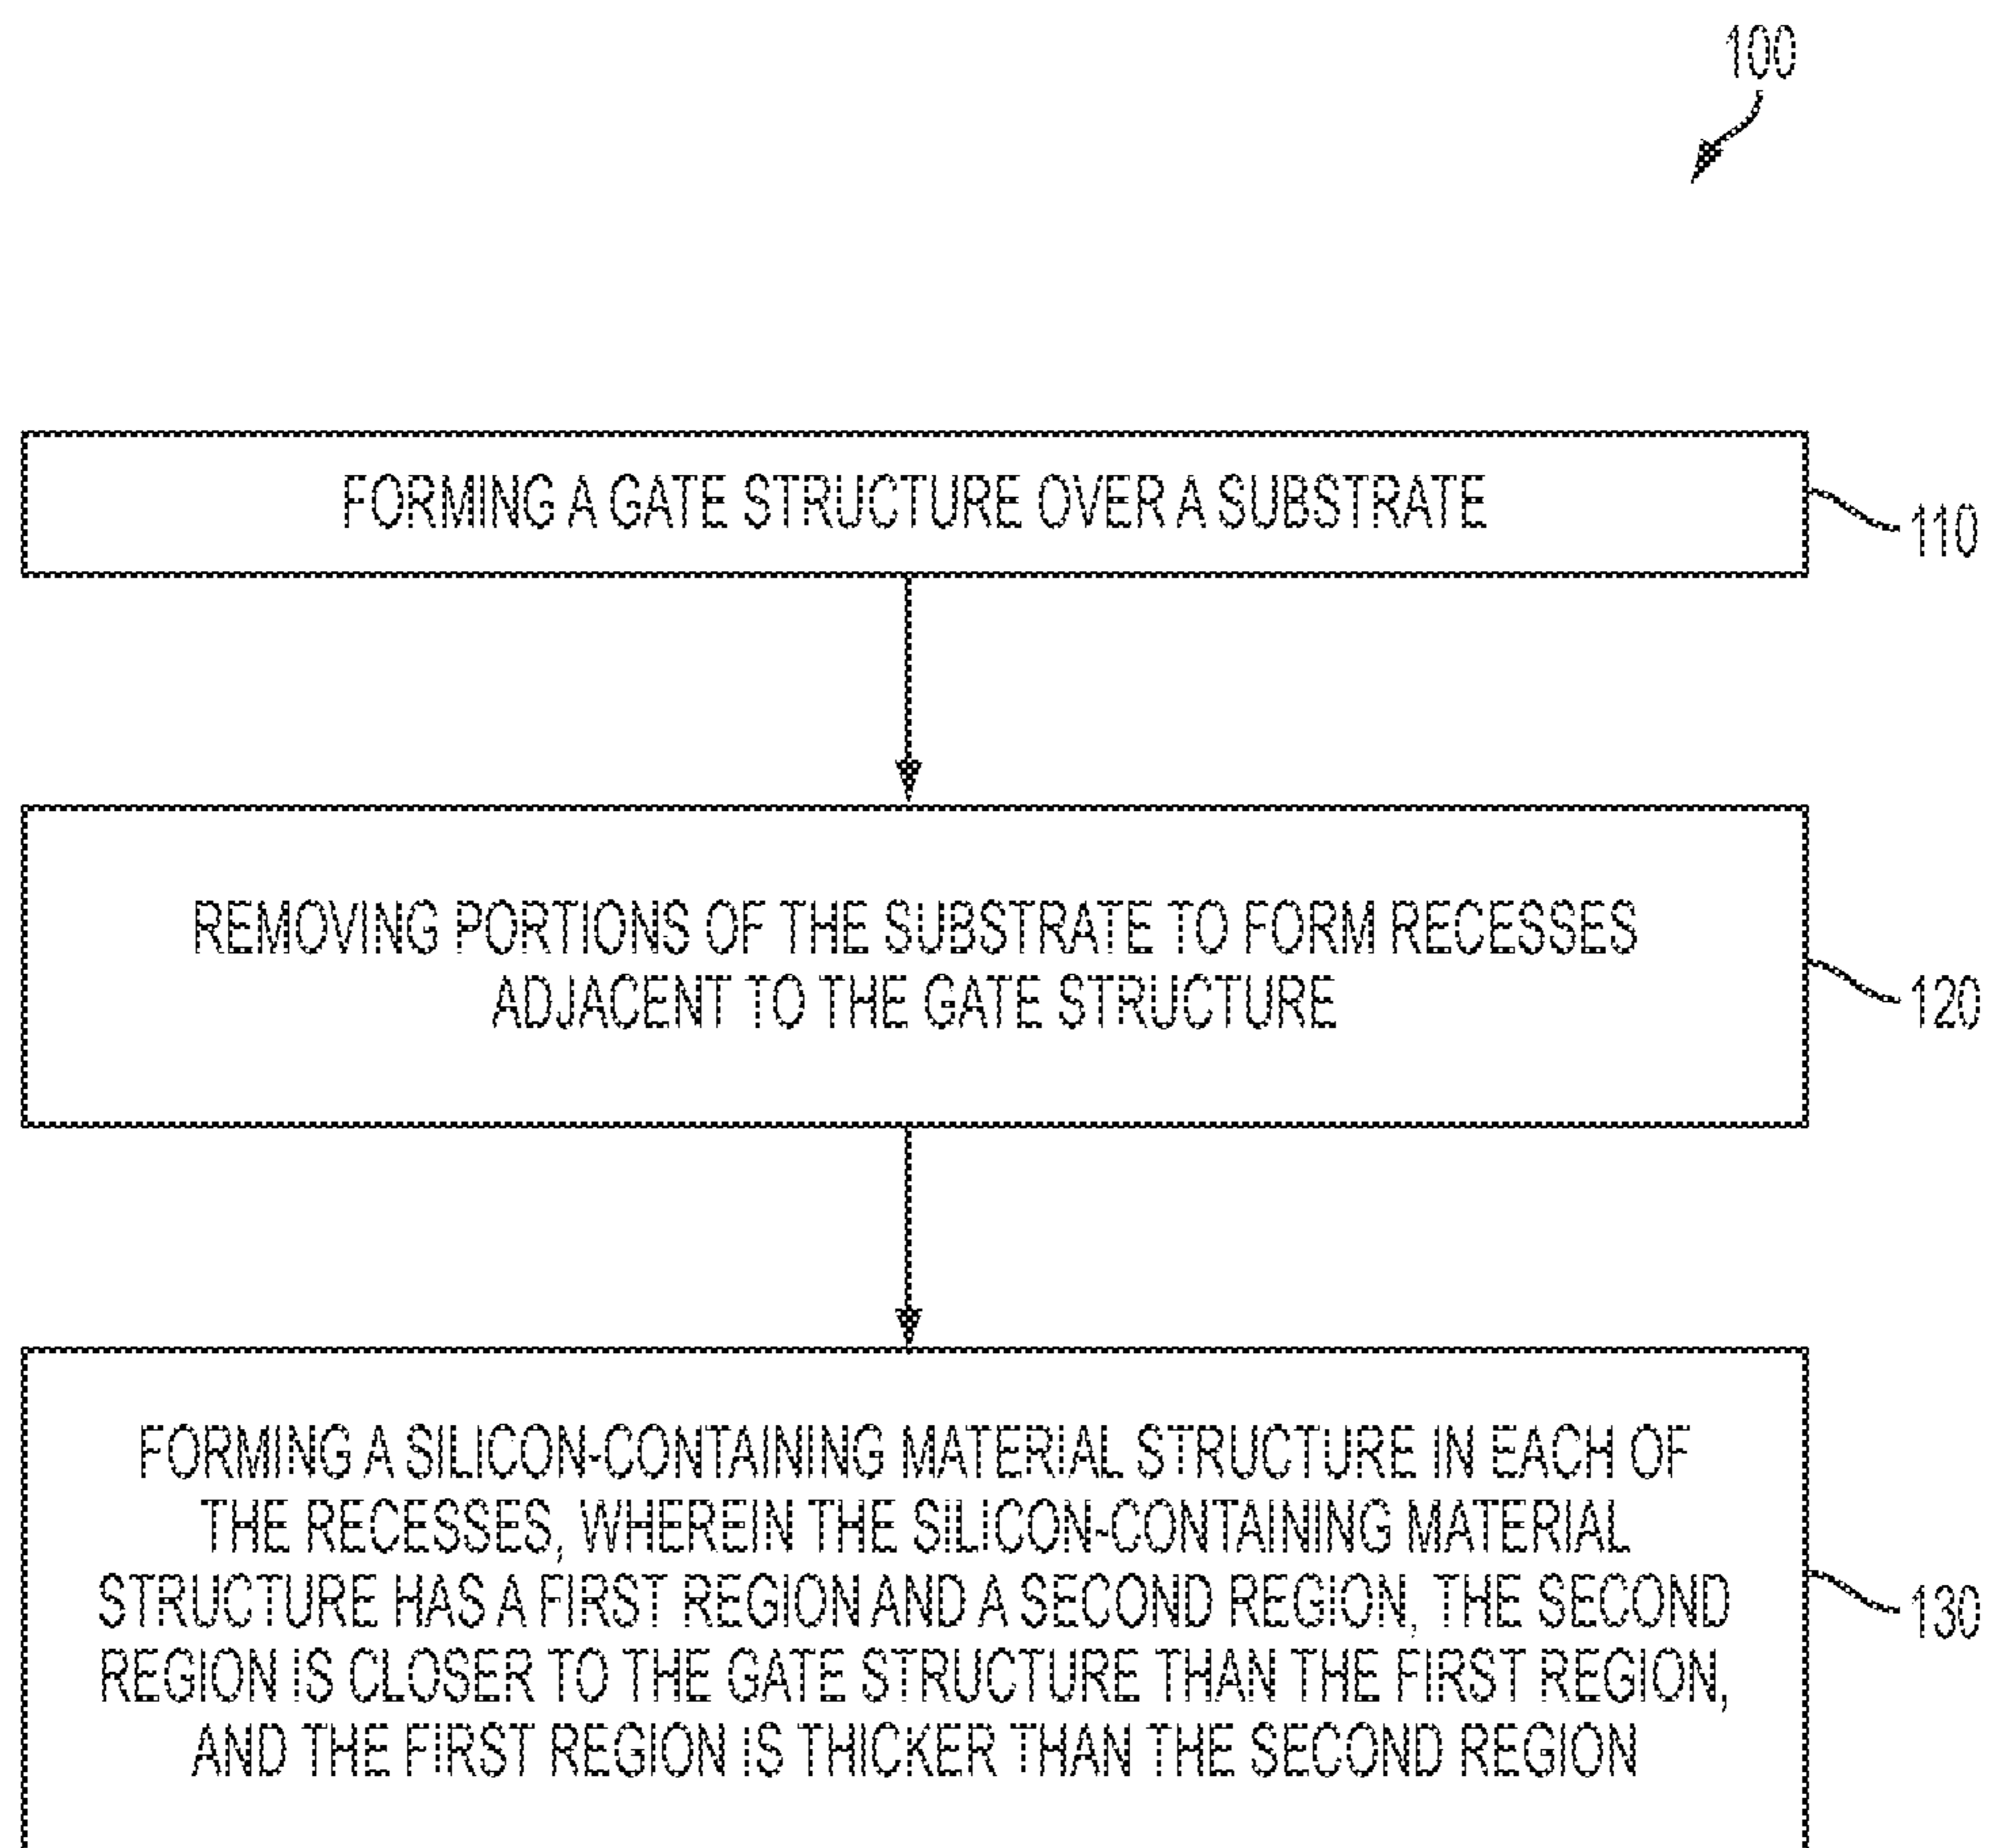 100
FORMING A GATE STRUCTURE OVER A SUBSTRATE
110
REMOVING PORTIONS OF THE SUBSTRATE TO FORM RECESSES
ADJACENT TO THE GATE STRUCTURE
120
FORMING A SILICON-CONTAINING MATERIAL STRUCTURE IN EACH OF
THE RECESSES, WHEREIN THE SILICON-CONTAINING MATERIAL
STRUCTURE HAS A FIRST REGION AND A SECOND REGION, THE SECOND
REGION IS CLOSER TO THE GATE STRUCTURE THAN THE FIRST REGION,
AND THE FIRST REGION IS THICKER THAN THE SECOND REGION
130